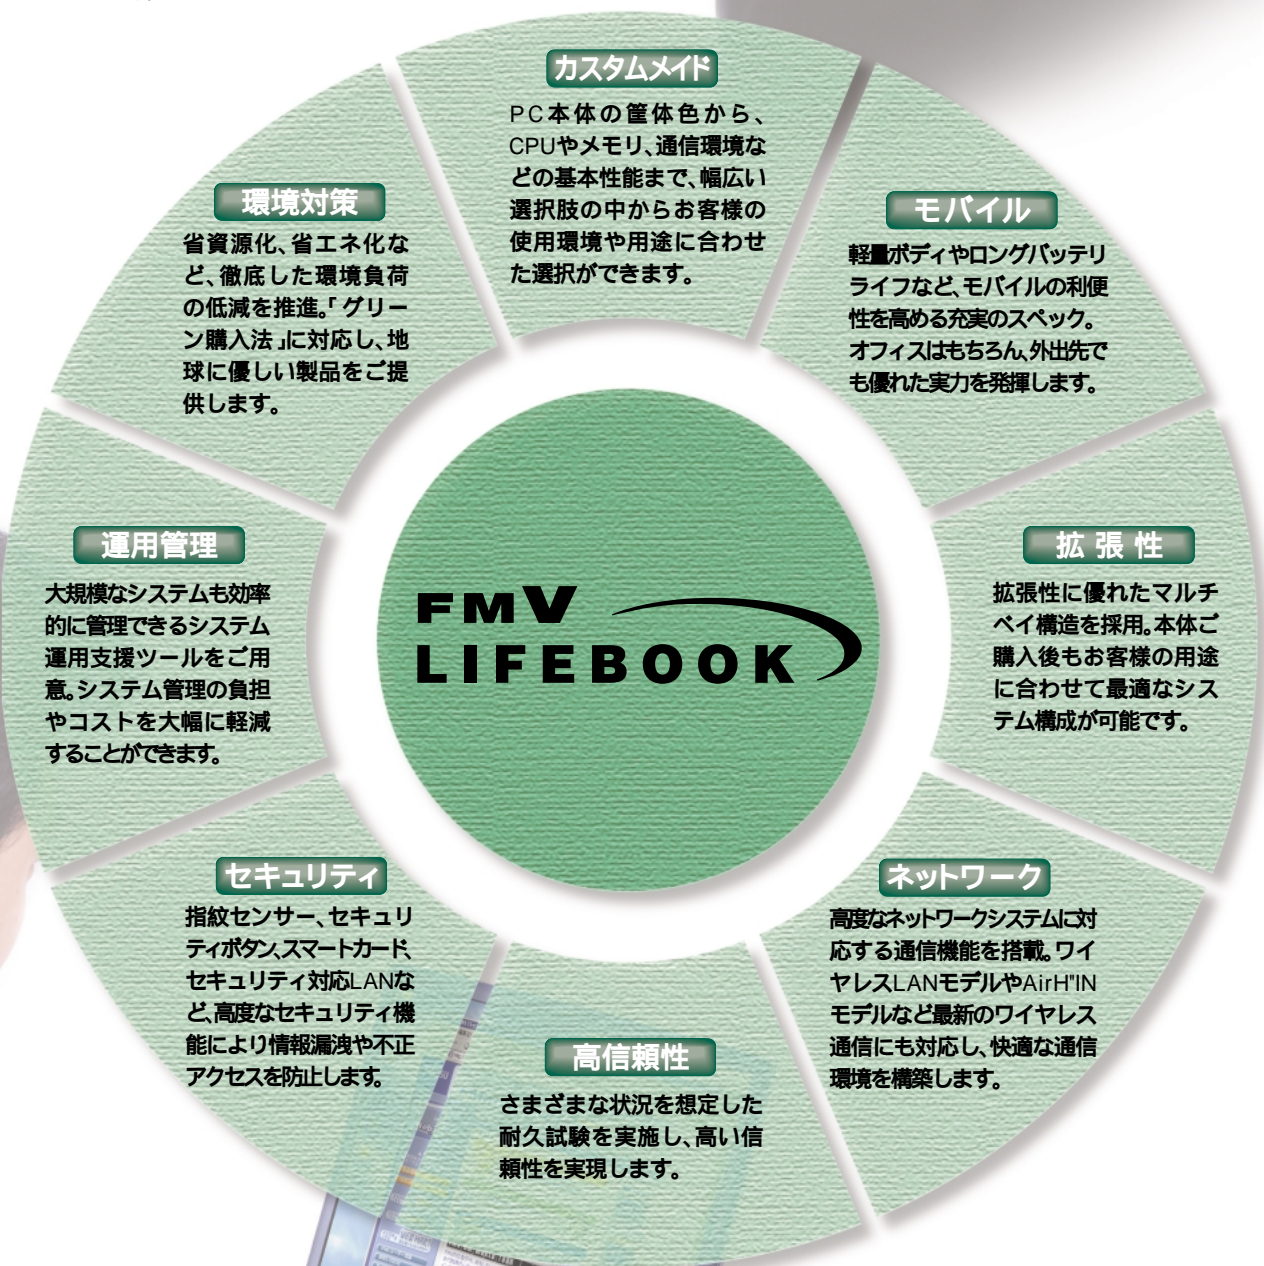 カスタムメイド
PC本体の筐体色から、
CPUやメモリ、通信環境な
どの基本性能まで、幅広い
選択肢の中からお客様の
使用環境や用途に合わせ
た選択ができます。
モバイル
軽量ボディやロングバッテリ
ライフなど、モバイルの利便
性を高める充実のスペック。
オフィスはもちろん、外出先で
も優れた実力を発揮します。
拡張性
拡張性に優れたマルチ
ベイ構造を採用。本体ご
購入後もお客様の用途
に合わせて最適なシス
テム構成が可能です。
ネットワーク
高度なネットワークシステムに対
応する通信機能を搭載。ワイ
ヤレスLANモデルやAirH"IN
モデルなど最新のワイヤレス
通信にも対応し、快適な通信
環境を構築します。
高信頼性
さまざまな状況を想定した
耐久試験を実施し、高い信
頼性を実現します。
セキュリティ
指紋センサー、セキュリ
ティボタン、スマートカード、
セキュリティ対応LANな
ど、高度なセキュリティ機
能により情報漏洩や不正
アクセスを防止します。
運用管理
大規模なシステムも効率
的に管理できるシステム
運用支援ツールをご用
意。システム管理の負担
やコストを大幅に軽減
することができます。
環境対策
省資源化、省エネ化な
ど、徹底した環境負荷
の低減を推進。「グリー
ン購入法」に対応し、地
球に優しい製品をご提
供します。
FMV
LIFEBOOK